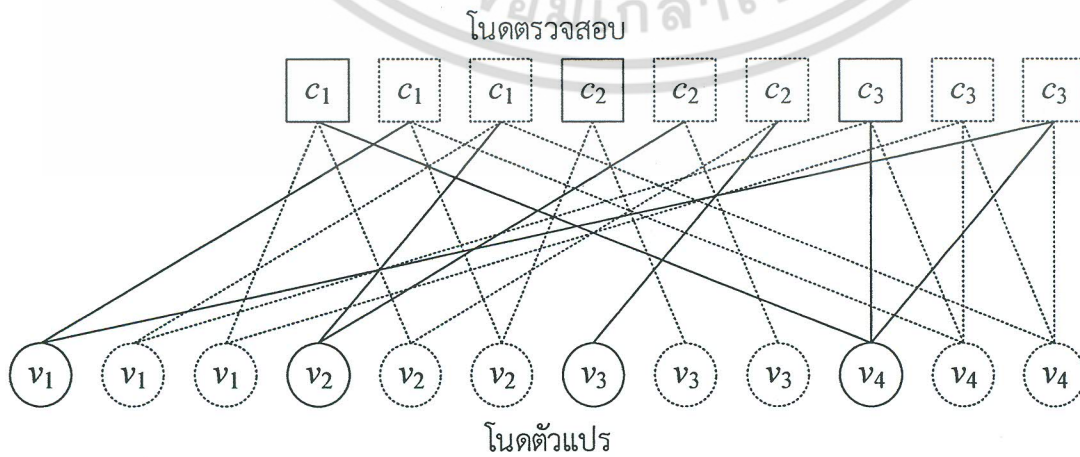 โนดตรวจสอบ
c1 c1 c1 c2 c2 c2 c3 c3 c3
v1 v1 v1 v2 v2 v2 v3 v3 v3 v4 v4 v4
โนดตัวแปร